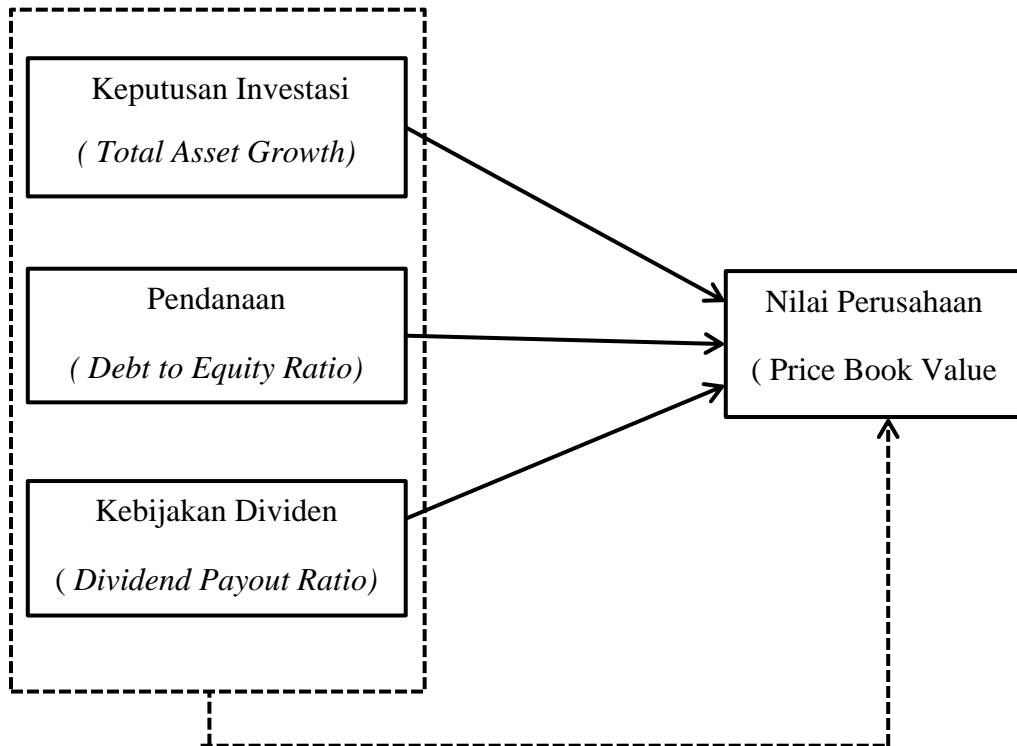 Keputusan Investasi
( Total Asset Growth)
Pendanaan
( Debt to Equity Ratio)
Kebijakan Dividen
( Dividend Payout Ratio)
Nilai Perusahaan
( Price Book Value